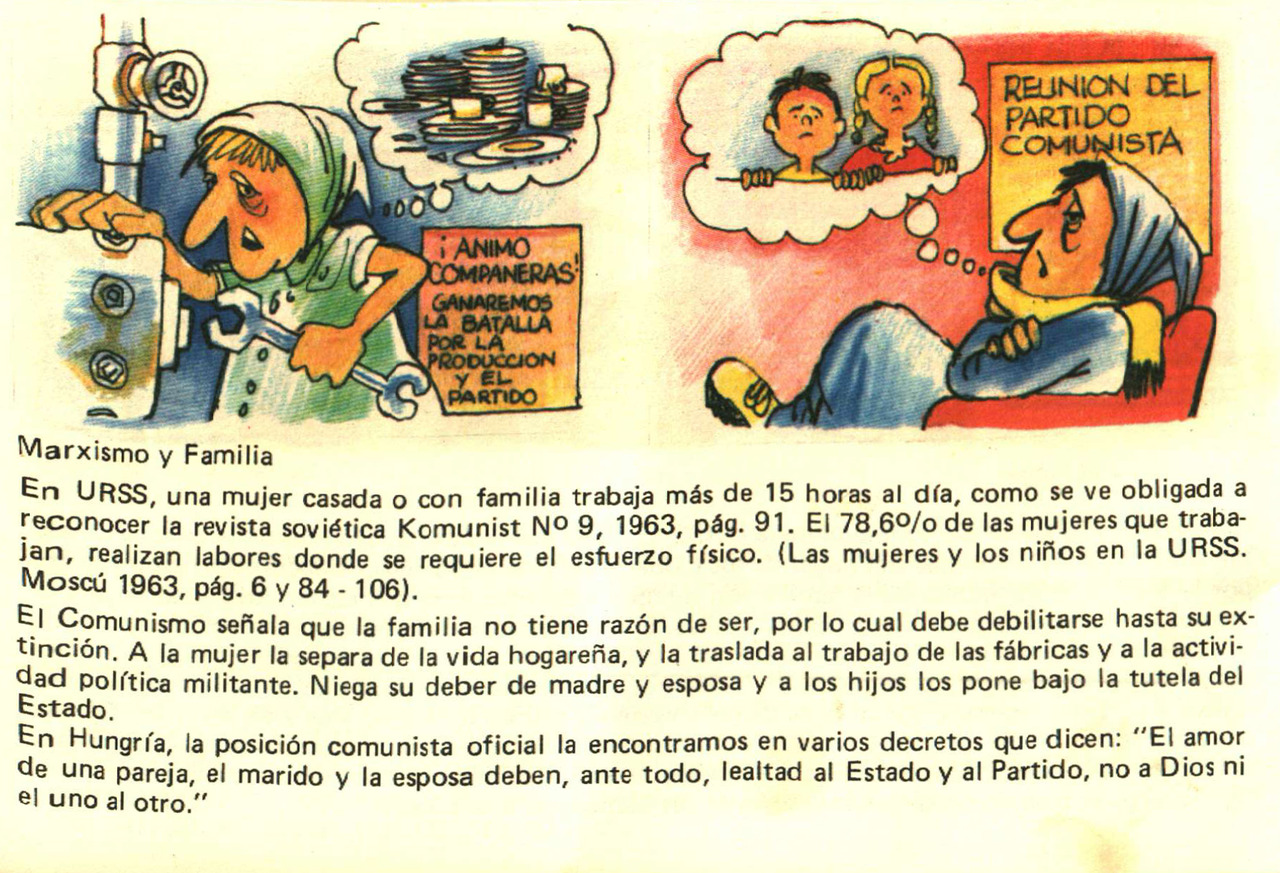 ¡ANIMO
COMPAÑERAS!
GANAREMOS
LA BATALLA
POR LA
PRODUCCION
Y EL
PARTIDO
REUNION DEL
PARTIDO
COMUNISTA
Marxismo y Familia
En URSS, una mujer casada o con familia trabaja más de 15 horas al día, como se ve obligada a
reconocer la revista soviética Komunist Nº 9, 1963, pág. 91. El 78,6º/o de las mujeres que traba-
jan, realizan labores donde se requiere el esfuerzo físico. (Las mujeres y los niños en la URSS.
Moscú 1963, pág. 6 y 84 - 106).
El Comunismo señala que la familia no tiene razón de ser, por lo cual debe debilitarse hasta su ex-
tinción. A la mujer la separa de la vida hogareña, y la traslada al trabajo de las fábricas y a la activi-
dad política militante. Niega su deber de madre y esposa y a los hijos los pone bajo la tutela del
Estado.
En Hungría, la posición comunista oficial la encontramos en varios decretos que dicen: "El amor
de una pareja, el marido y la esposa deben, ante todo, lealtad al Estado y al Partido, no a Dios ni
el uno al otro."